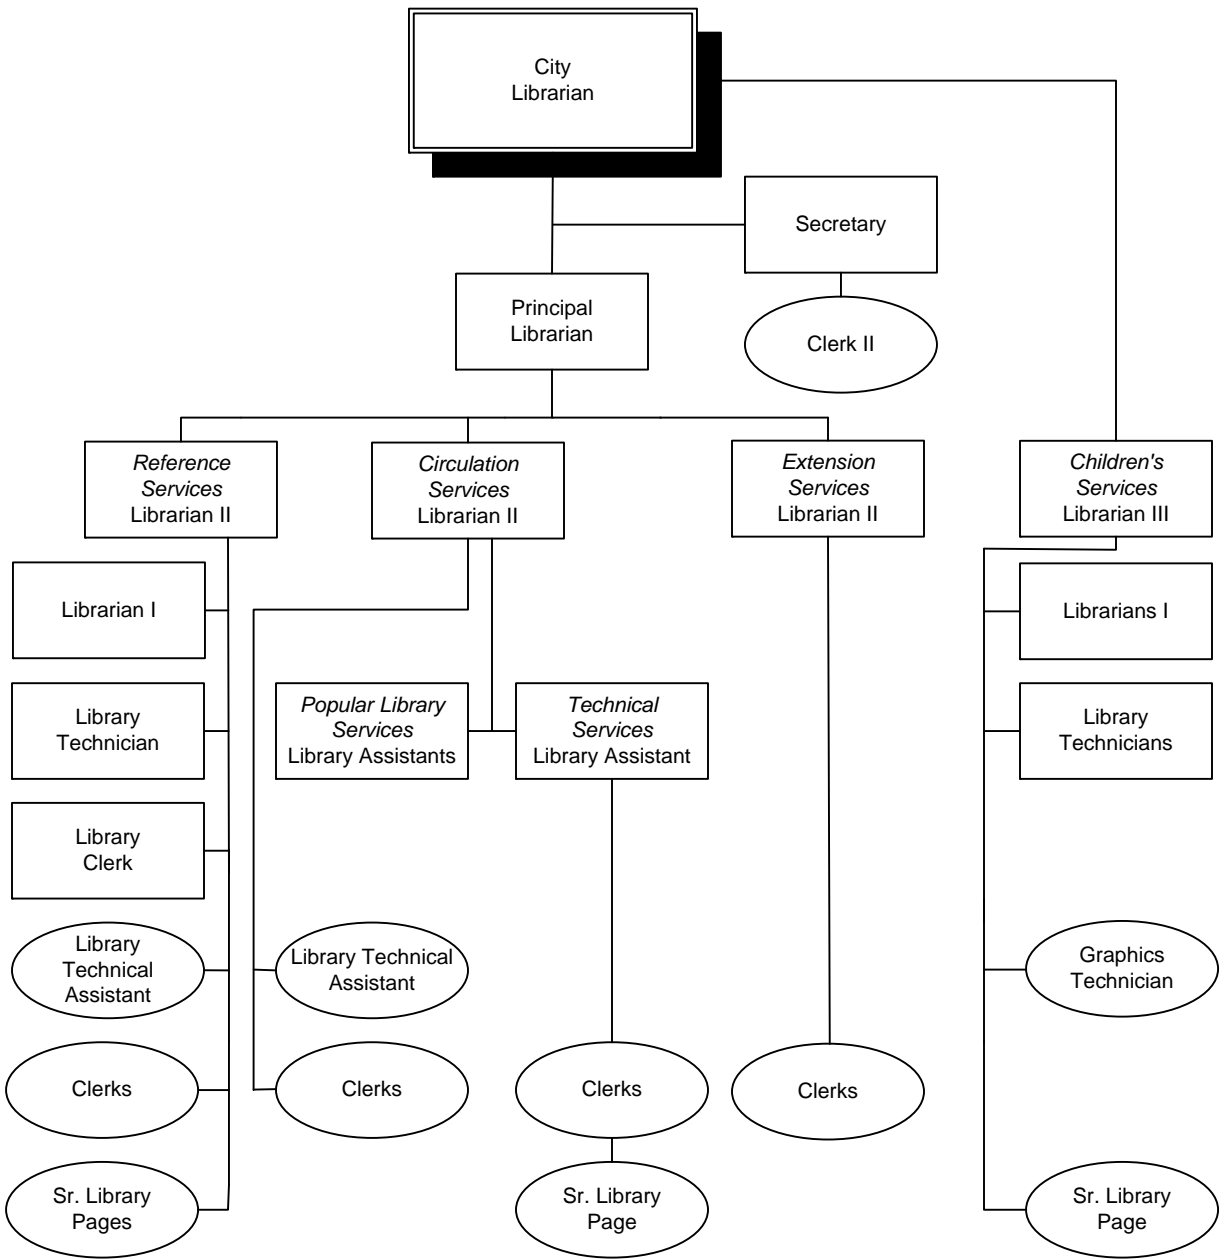 City
Librarian
Secretary
Principal
Librarian
Clerk II
Reference
Services
Librarian II
Circulation
Services
Librarian II
Extension
Services
Librarian II
Children's
Services
Librarian III
Librarian I
Librarians I
Library
Technician
Popular Library
Services
Library Assistants
Technical
Services
Library Assistant
Library
Technicians
Library
Clerk
Library
Technical
Assistant
Library Technical
Assistant
Graphics
Technician
Clerks
Clerks
Clerks
Clerks
Sr. Library
Pages
Sr. Library
Page
Sr. Library
Page